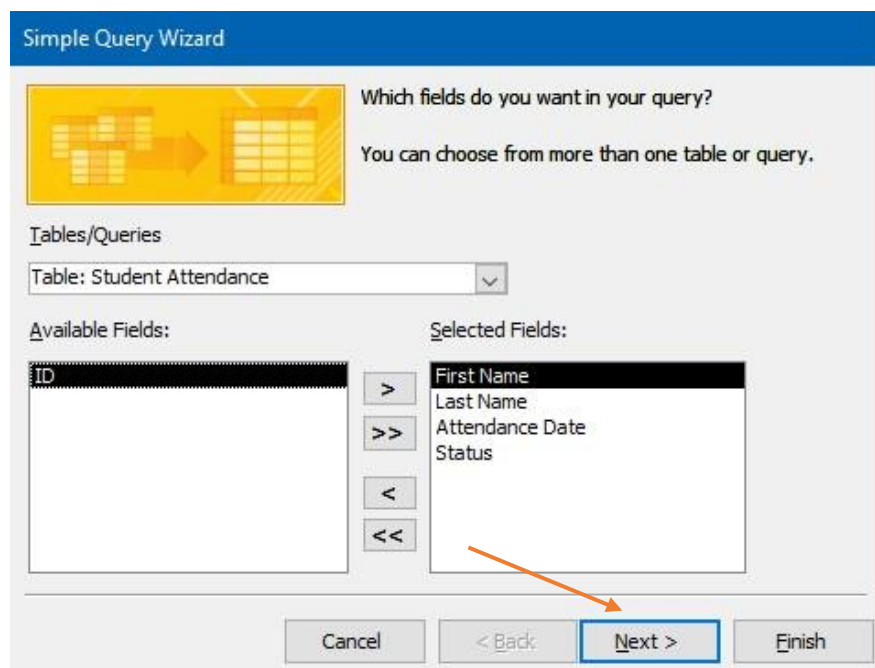 Simple Query Wizard
Which fields do you want in your query?
You can choose from more than one table or query.
Tables/Queries
Table: Student Attendance
Available Fields:
Selected Fields:
ID
First Name
Last Name
Attendance Date
Status
>
>>
<
<<
Cancel
< Back
Next >
Finish